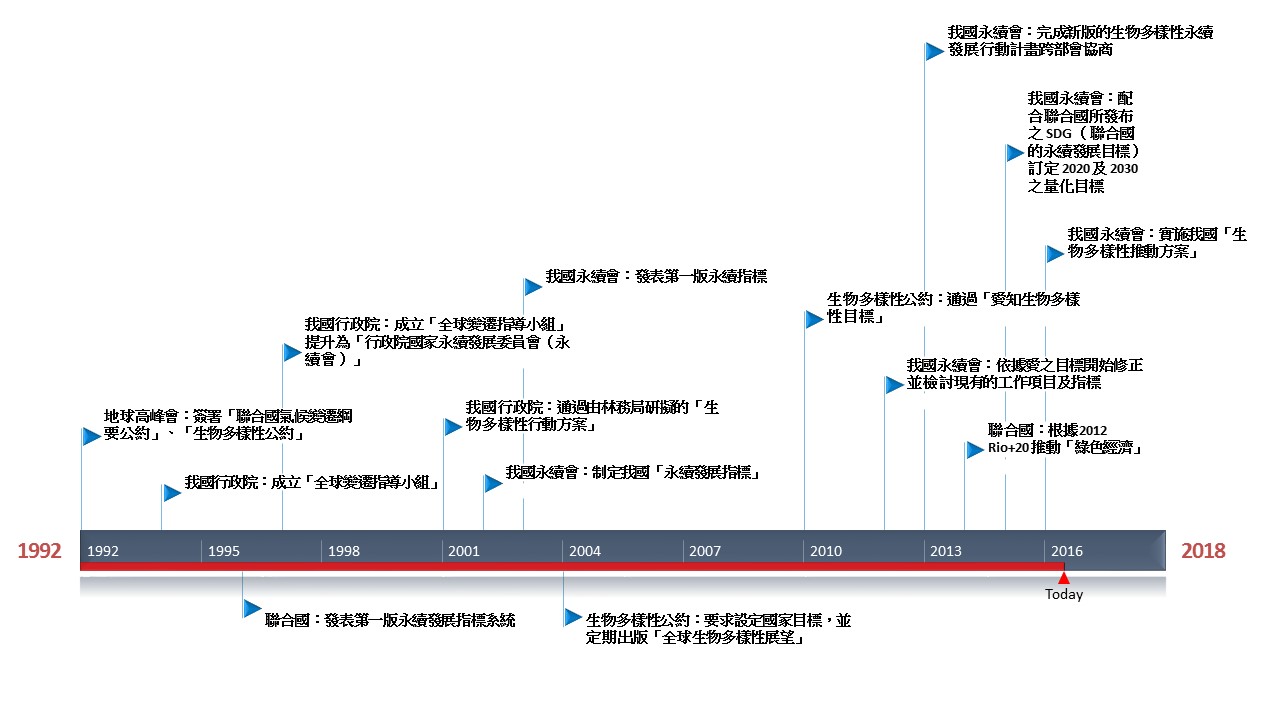 我國永續會：完成新版的生物多樣性永續
發展行動計畫跨部會協商
我國永續會：配
合聯合國所發布
之 SDG（聯合國
的永續發展目標）
訂定 2020 及 2030
之量化目標
我國永續會：實施我國「生
物多樣性推動方案」
我國永續會：發表第一版永續指標
生物多樣性公約：通過「愛知生物多樣
性目標」
我國行政院：成立「全球變遷指導小組」
提升為「行政院國家永續發展委員會（永
續會）」
我國永續會：依據愛之目標開始修正
並檢討現有的工作項目及指標
我國行政院：通過由林務局研擬的「生
物多樣性行動方案」
地球高峰會：簽署「聯合國氣候變遷綱
要公約」、「生物多樣性公約」
聯合國：根據2012
Rio+20 推動「綠色經濟」
我國永續會：制定我國「永續發展指標」
我國行政院：成立「全球變遷指導小組」
1992
1992
1995
1998
2001
2004
2007
2010
2013
2016
2018
Today
聯合國：發表第一版永續發展指標系統
生物多樣性公約：要求設定國家目標，並
定期出版「全球生物多樣性展望」